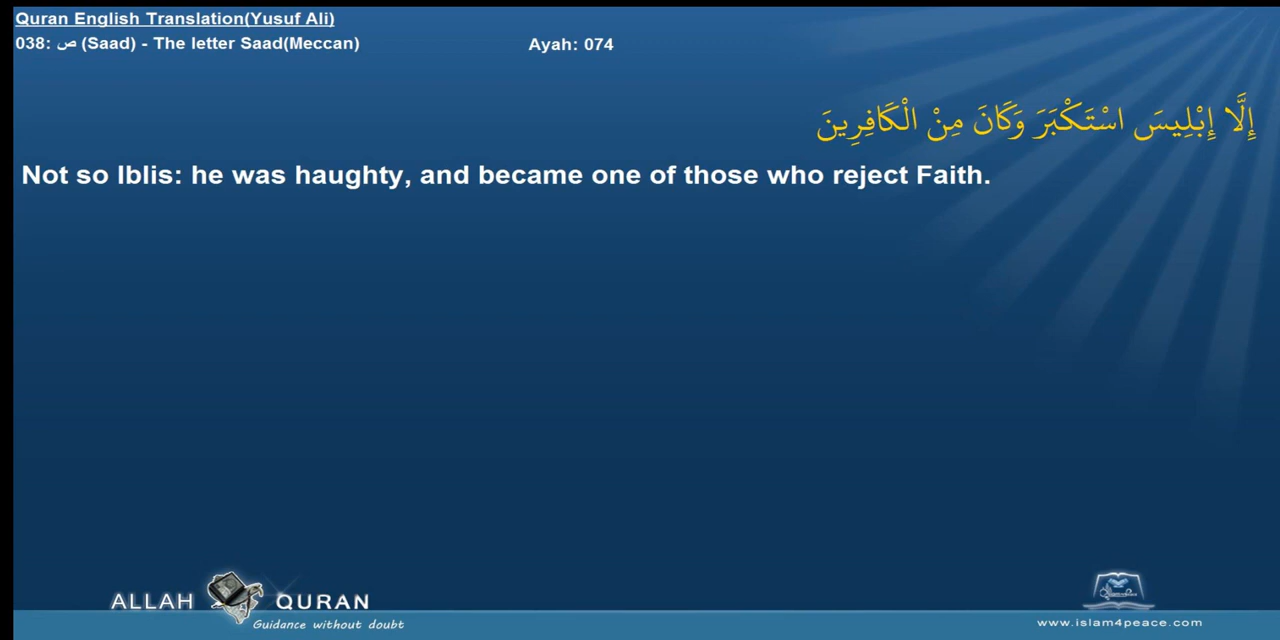 Quran English Translation(Yusuf Ali)
038: ص (Saad) - The letter Saad(Meccan) Ayah: 074
إِلَّا إِبْلِيسَ اسْتَكْبَرَ وَكَانَ مِنْ الْكَافِرِينَ
Not so Iblis: he was haughty, and became one of those who reject Faith.
ALLAH QURAN
Guidance without doubt
www.islam4peace.com